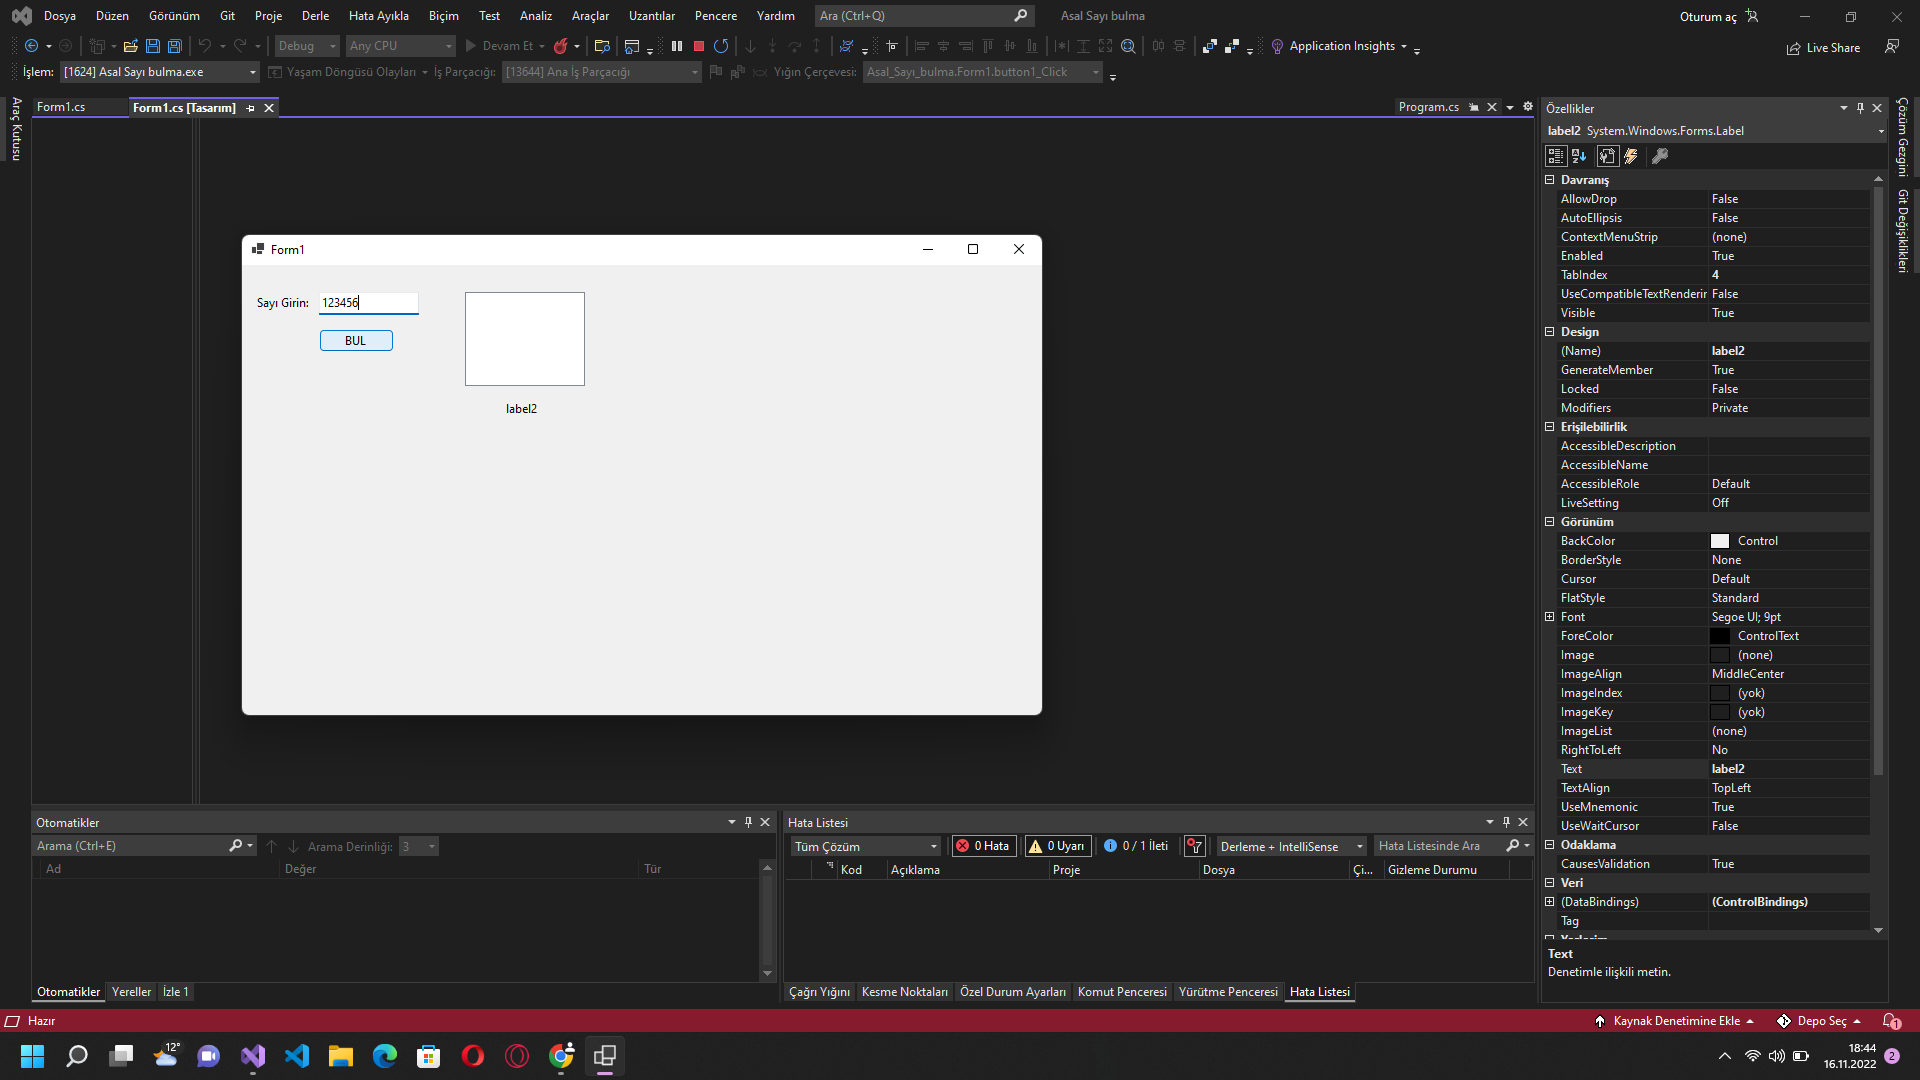 Dosya Düzen Görünüm Git Proje Derle Hata Ayıkla Biçim Test Analiz Araçlar Uzantılar Pencere Yardım Ara (Ctrl+Q) Asal Sayı bulma Oturum aç
Debug Any CPU Devam Et Application Insights Live Share
İşlem: [1624] Asal Sayı bulma.exe Yaşam Döngüsü Olayları İş Parçacığı: [13644] Ana İş Parçacığı Yığın Çerçevesi: Asal_Sayı_bulma.Form1.button1_Click
Araç Kutusu
Form1.cs Form1.cs [Tasarım] Program.cs
Form1
Sayı Girin: 123456
BUL
label2
Özellikler
label2 System.Windows.Forms.Label
Davranış
AllowDrop False
AutoEllipsis False
ContextMenuStrip (none)
Enabled True
TabIndex 4
UseCompatibleTextRenderir False
Visible True
Design
(Name) label2
GenerateMember True
Locked False
Modifiers Private
Erişilebilirlik
AccessibleDescription
AccessibleName
AccessibleRole Default
LiveSetting Off
Görünüm
BackColor Control
BorderStyle None
Cursor Default
FlatStyle Standard
Font Segoe UI; 9pt
ForeColor ControlText
Image (none)
ImageAlign MiddleCenter
ImageIndex (yok)
ImageKey (yok)
ImageList (none)
RightToLeft No
Text label2
TextAlign TopLeft
UseMnemonic True
UseWaitCursor False
Odaklama
CausesValidation True
Veri
(DataBindings) (ControlBindings)
Tag
Text
Denetimle ilişkili metin.
Çözüm Gezgini
Git Değişiklikleri
Otomatikler
Arama (Ctrl+E) Arama Derinliği: 3
Ad Değer Tür
Otomatikler Yereller İzle 1
Hata Listesi
Tüm Çözüm 0 Hata 0 Uyarı 0 / 1 İleti Derleme + IntelliSense Hata Listesinde Ara
Kod Açıklama Proje Dosya Çi... Gizleme Durumu
Çağrı Yığını Kesme Noktaları Özel Durum Ayarları Komut Penceresi Yürütme Penceresi Hata Listesi
Hazır Kaynak Denetimine Ekle Depo Seç 1
12° 18:44
16.11.2022 2